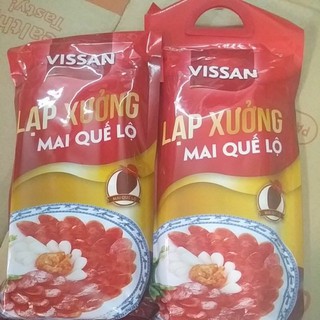 VISSAN
LẠP XƯỞNG
MAI QUẾ LỘ
VISSAN
LẠP XƯỞNG
MAI QUẾ LỘ